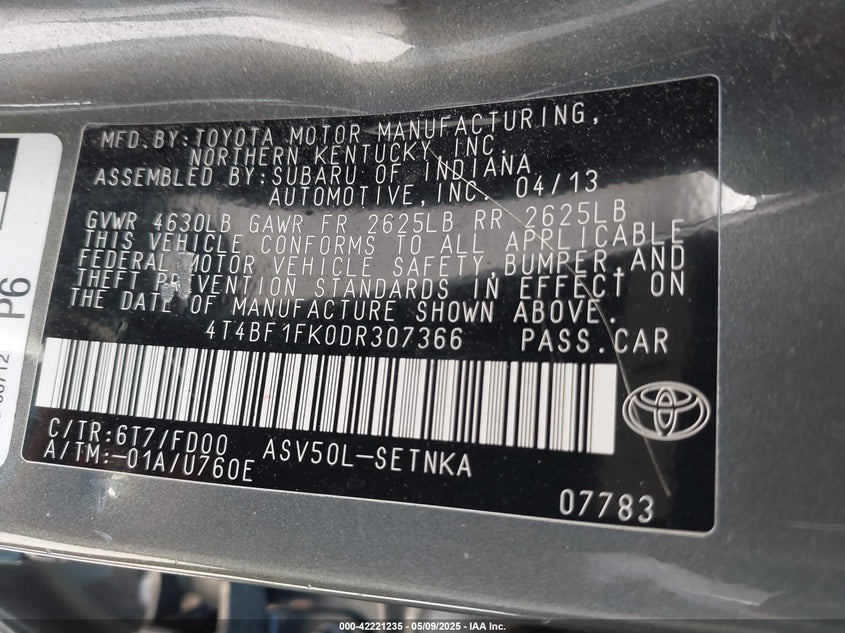 MFD.BY:TOYOTA MOTOR MANUFACTURING,
NORTHERN KENTUCKY,INC.
ASSEMBLED BY:SUBARU OF INDIANA
AUTOMOTIVE,INC. 04/13
GVWR 4630LB GAWR FR 2625LB RR 2625LB
THIS VEHICLE CONFORMS TO ALL APPLICABLE
FEDERAL MOTOR VEHICLE SAFETY,BUMPER,AND
THEFT PREVENTION STANDARDS IN EFFECT ON
THE DATE OF MANUFACTURE SHOWN ABOVE.
4T4BF1FK0DR307366 PASS.CAR
C/TR:6T7/FD00 ASV50L-SETNKA
A/TM:-01A/U760E
07783
P6
000-42221235 - 05/09/2025 - IAA Inc.